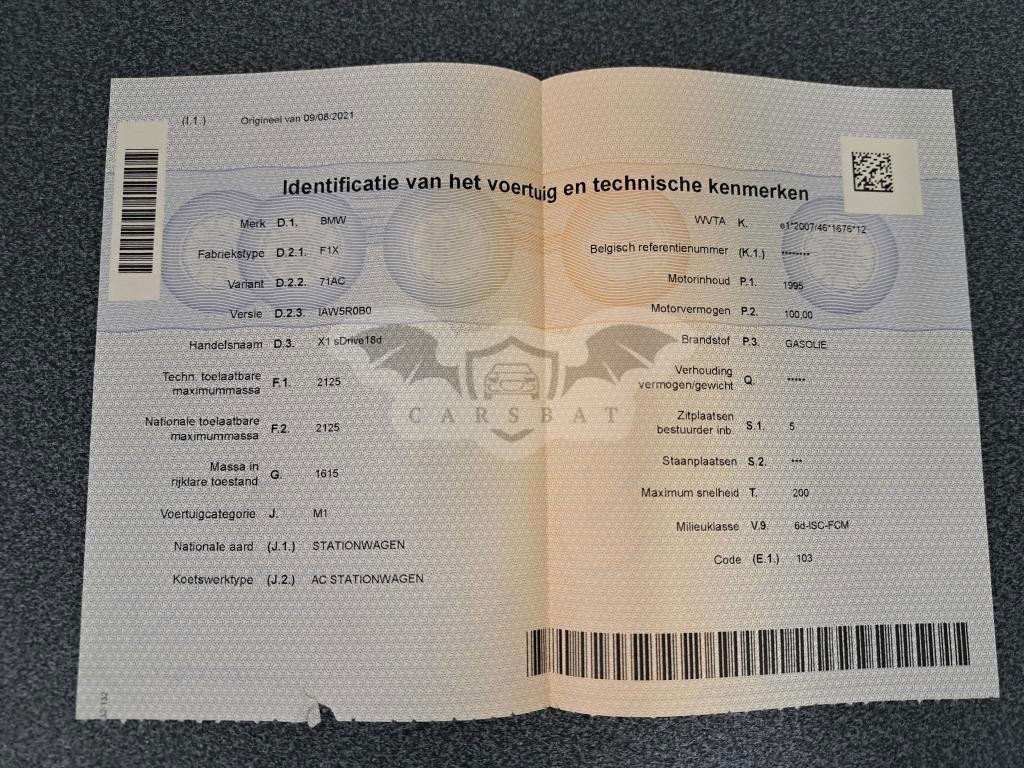 (I.1.) Origineel van 09/08/2021
Identificatie van het voertuig en technische kenmerken
Merk D.1. BMW
Fabriekstype D.2.1. F1X
Variant D.2.2. 71AC
Versie D.2.3. IAW5R0B0
Handelsnaam D.3. X1 sDrive18d
Techn. toelaatbare
maximummassa F.1. 2125
Nationale toelaatbare
maximummassa F.2. 2125
Massa in
rijklare toestand G. 1615
Voertuigcategorie J. M1
Nationale aard (J.1.) STATIONWAGEN
Koetswerktype (J.2.) AC STATIONWAGEN
WVTA K. e1*2007/46*1676*12
Belgisch referentienummer (K.1.) ********
Motorinhoud P.1. 1995
Motorvermogen P.2. 100,00
Brandstof P.3. GASOLIE
Verhouding
vermogen/gewicht Q. *****
Zitplaatsen
bestuurder inb. S.1. 5
Staanplaatsen S.2. ***
Maximum snelheid T. 200
Milieuklasse V.9. 6d-ISC-FCM
Code (E.1.) 103
CARSBAT